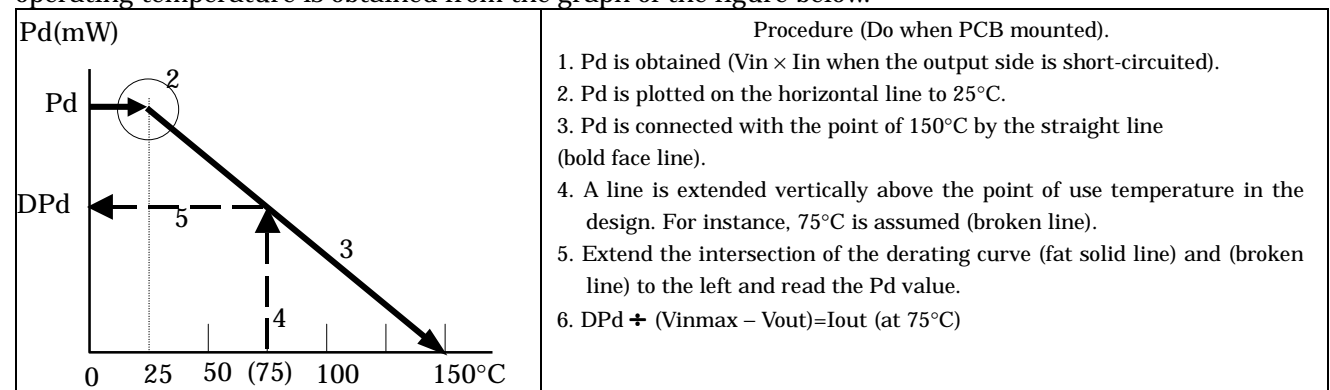 operating temperature is obtained from the graph of the figure below.
Pd(mW)
2
Pd
DPd
5
3
4
0 25 50 (75) 100 150°C
Procedure (Do when PCB mounted).
1. Pd is obtained (Vin × Iin when the output side is short-circuited).
2. Pd is plotted on the horizontal line to 25°C.
3. Pd is connected with the point of 150°C by the straight line
(bold face line).
4. A line is extended vertically above the point of use temperature in the
design. For instance, 75°C is assumed (broken line).
5. Extend the intersection of the derating curve (fat solid line) and (broken
line) to the left and read the Pd value.
6. DPd ÷ (Vinmax – Vout)=Iout (at 75°C)